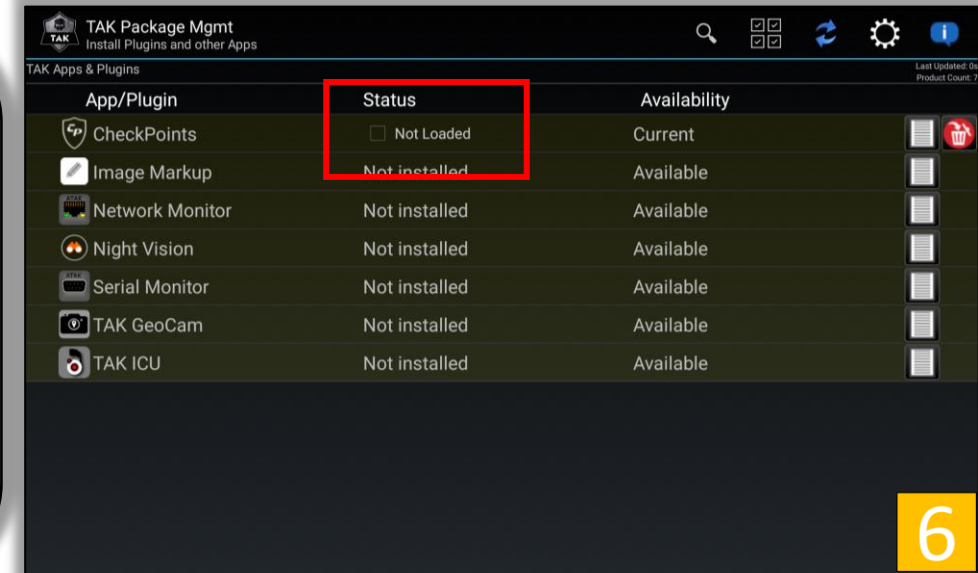 TAK
TAK Package Mgmt
Install Plugins and other Apps
TAK Apps & Plugins
Last Updated: 0s
Product Count: 7
App/Plugin Status Availability
CP CheckPoints Not Loaded Current
Image Markup Not installed Available
ATAK Network Monitor Not installed Available
Night Vision Not installed Available
ATAK Serial Monitor Not installed Available
TAK GeoCam Not installed Available
TAK ICU Not installed Available
6